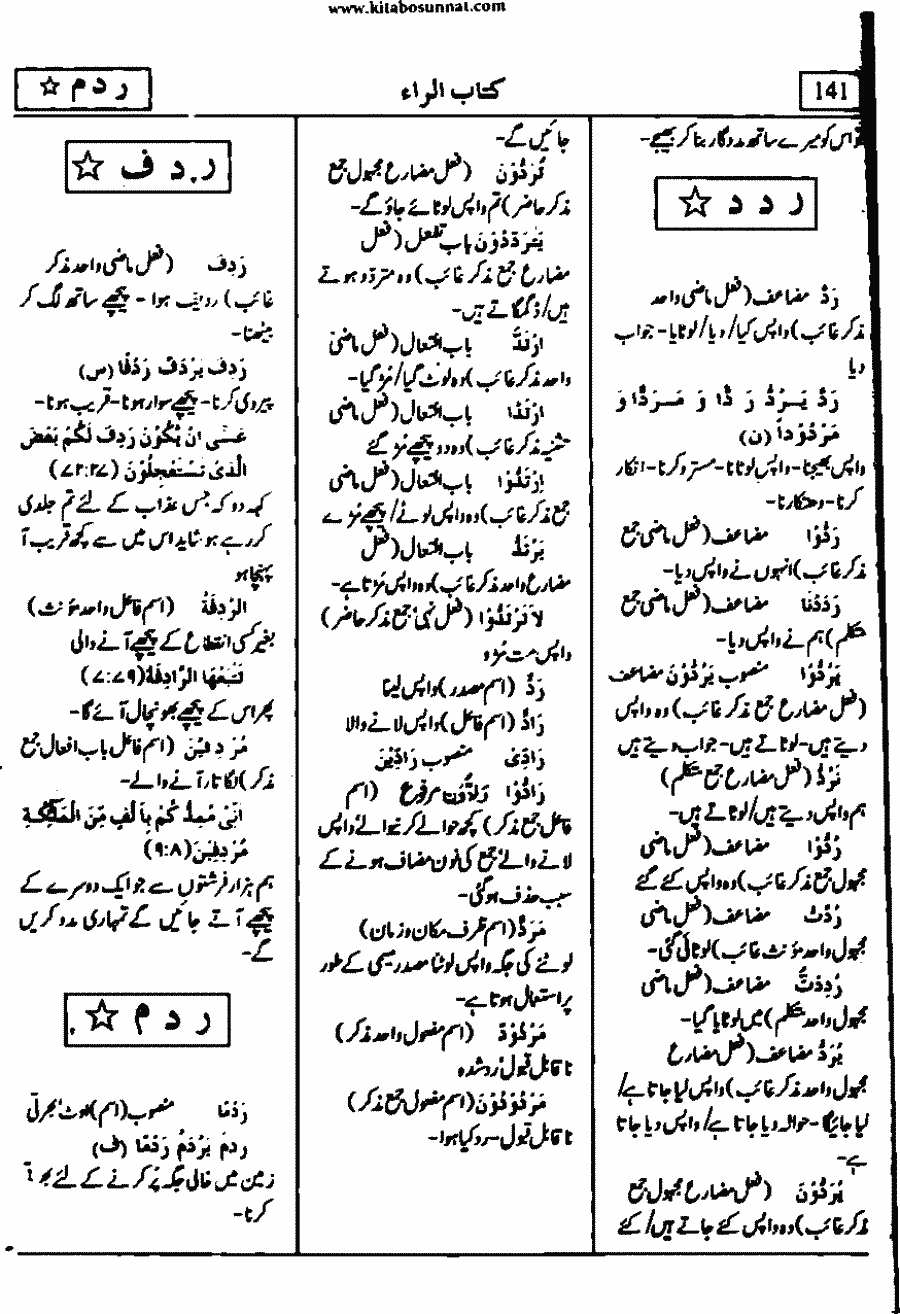 www.kitabosunnat.com
141
کتاب الراء
ر د م ☆
تو اس کو میرے ساتھ مددگار بنا کر بھیجے۔
ر د د ☆
رَدَّ مضاعف (فعل ماضی واحد
مذکر غائب) واپس کیا/ دیا/ لوٹایا۔ جواب
دیا
رَدَّ یَرُدُّ رَدًّا وَ مَرَدًّا وَ
مَرْدُوْداً (ن)
واپس بھیجنا۔ واپس لوٹانا۔ مسترد کرنا۔ انکار
کرنا۔ دھتکارنا۔
رَدُّوْا مضاعف (فعل ماضی جمع
مذکر غائب) انہوں نے واپس دیا۔
رَدَدْنَا مضاعف (فعل ماضی جمع
متکلم) ہم نے واپس دیا۔
یَرُدُّوْا منصوب یَرُدُّوْنَ مضاعف
(فعل مضارع جمع مذکر غائب) وہ واپس
دیتے ہیں۔ لوٹاتے ہیں۔ جواب دیتے ہیں
نَرُدُّ (فعل مضارع جمع متکلم)
ہم واپس دیتے ہیں/ لوٹاتے ہیں۔
رُدُّوْا مضاعف (فعل ماضی
مجہول جمع مذکر غائب) وہ واپس کئے گئے
رُدَّتْ مضاعف (فعل ماضی
مجہول واحد مؤنث غائب) لوٹائی گئی۔
رُدِدْتُّ مضاعف (فعل ماضی
مجہول واحد متکلم) میں لوٹایا گیا۔
یُرَدُّ مضاعف (فعل مضارع
مجہول واحد مذکر غائب) واپس لیا جاتا ہے/
لیا جائیگا۔ حوالہ دیا جاتا ہے/ واپس دیا جاتا
ہے۔
یُرَدُّوْنَ (فعل مضارع مجہول جمع
مذکر غائب) وہ واپس کئے جاتے ہیں/ کئے
جائیں گے۔
تُرَدُّوْنَ (فعل مضارع مجہول جمع
مذکر حاضر) تم واپس لوٹائے جاؤ گے۔
یَتَرَدَّدُوْنَ باب تفعل (فعل
مضارع جمع مذکر غائب) وہ متردّد ہوتے
ہیں/ ڈگمگاتے ہیں۔
اِرْتَدَّ باب افتعال (فعل ماضی
واحد مذکر غائب) وہ لوٹ گیا/ مڑ گیا۔
اِرْتَدَّا باب افتعال (فعل ماضی
تثنیہ مذکر غائب) وہ دو پیچھے مڑ گئے
اِرْتَدُّوْا باب افتعال (فعل ماضی
جمع مذکر غائب) وہ واپس لوٹے/ پیچھے مڑے
یَرْتَدُّ باب افتعال (فعل
مضارع واحد مذکر غائب) وہ واپس مڑتا ہے۔
لاَ تَرْتَدُّوْا (فعل نہی جمع مذکر حاضر)
واپس مت مڑو
رَدٌّ (اسم مصدر) واپس لینا
رَادٌّ (اسم فاعل) واپس لانے والا
رَادِّی منصوب رَادِّیْنَ
رَادُّوْا رَادُّوْنَ مرفوع (اسم
فاعل جمع مذکر) کچھ حوالے کرنیوالے واپس
لانے والے جمع کی نون مضاف ہونے کے
سبب حذف ہو گئی۔
مَرَدٌّ (اسم ظرف مکان و زمان)
لوٹنے کی جگہ واپس لوٹنا مصدر میمی کے طور
پر استعمال ہوتا ہے۔
مَرْدُوْدٌ (اسم مفعول واحد مذکر)
ناقابل قبول رد شدہ
مَرْدُوْدُوْنَ (اسم مفعول جمع مذکر)
ناقابل قبول۔ رد کیا ہوا۔
ر د ف ☆
رَدِفَ (فعل ماضی واحد مذکر
غائب) ردیف ہوا۔ پیچھے ساتھ لگ کر
بیٹھنا۔
رَدِفَ یَرْدَفُ رَدْفًا (س)
پیروی کرنا۔ پیچھے سوار ہونا۔ قریب ہونا۔
عَسٰی اَنْ یَّکُوْنَ رَدِفَ لَکُمْ بَعْضُ
الَّذِیْ تَسْتَعْجِلُوْنَ (۷۲:۲۷)
کہہ دو کہ جس عذاب کے لئے تم جلدی
کر رہے ہو شاید اس میں سے کچھ قریب آ
پہنچا ہو
الرَّادِفَةُ (اسم فاعل واحد مؤنث)
بغیر کسی انقطاع کے پیچھے آنے والی
تَتْبَعُهَا الرَّادِفَةُ (۷:۷۹)
پھر اس کے پیچھے بھونچال آئے گا۔
مُرْدِفِیْنَ (اسم فاعل باب افعال جمع
مذکر) لگاتار آنے والے۔
اَنِّیْ مُمِدُّکُمْ بِاَلْفٍ مِّنَ الْمَلٰٓئِکَةِ
مُرْدِفِیْنَ (۹:۸)
ہم ہزار فرشتوں سے جو ایک دوسرے کے
پیچھے آتے جائیں گے تمہاری مدد کریں
گے۔
ر د م ☆
رَدْمًا منصوب (اسم) اوٹ بھرتی
رَدَمَ یَرْدِمُ رَدْمًا (ف)
زمین میں خالی جگہ پُر کرنے کے لئے بھرتا
کرنا۔